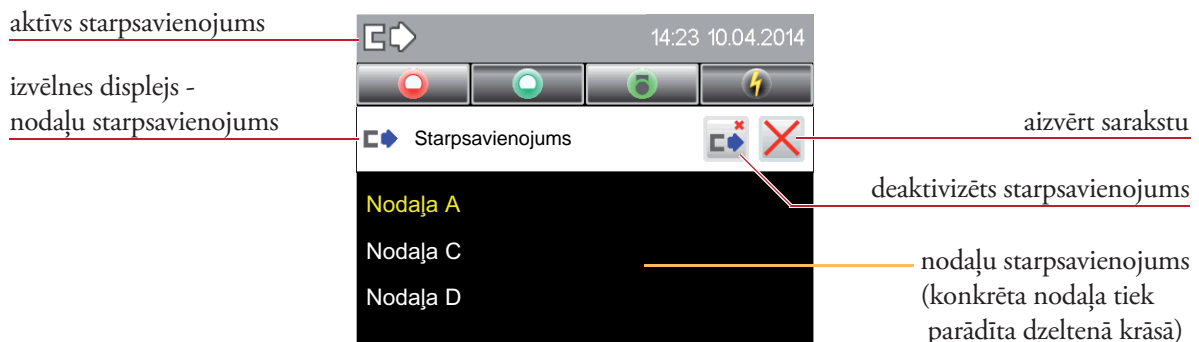 aktīvs starpsavienojums
14:23 10.04.2014
izvēlnes displejs -
nodaļu starpsavienojums
Starpsavienojums
aizvērt sarakstu
deaktivizēts starpsavienojums
Nodaļa A
Nodaļa C
Nodaļa D
nodaļu starpsavienojums
(konkrēta nodaļa tiek
parādīta dzeltenā krāsā)